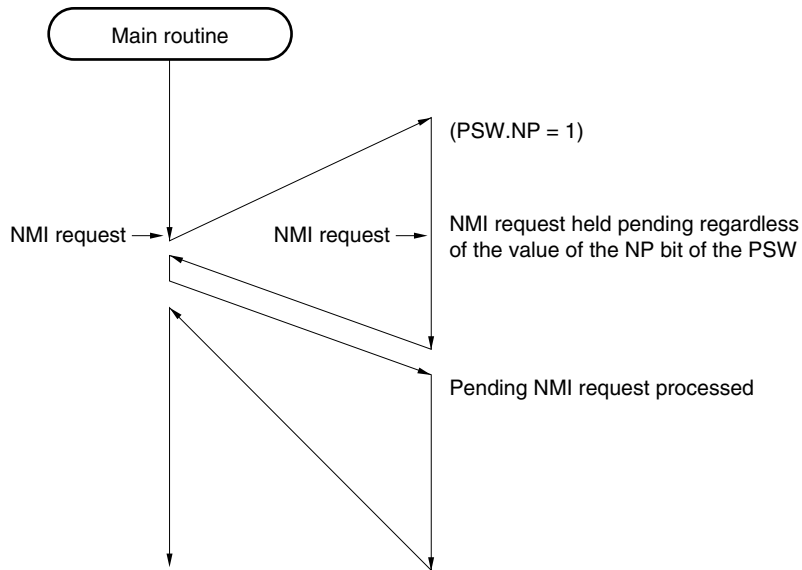 Main routine
(PSW.NP = 1)
NMI request
NMI request
NMI request held pending regardless
of the value of the NP bit of the PSW
Pending NMI request processed